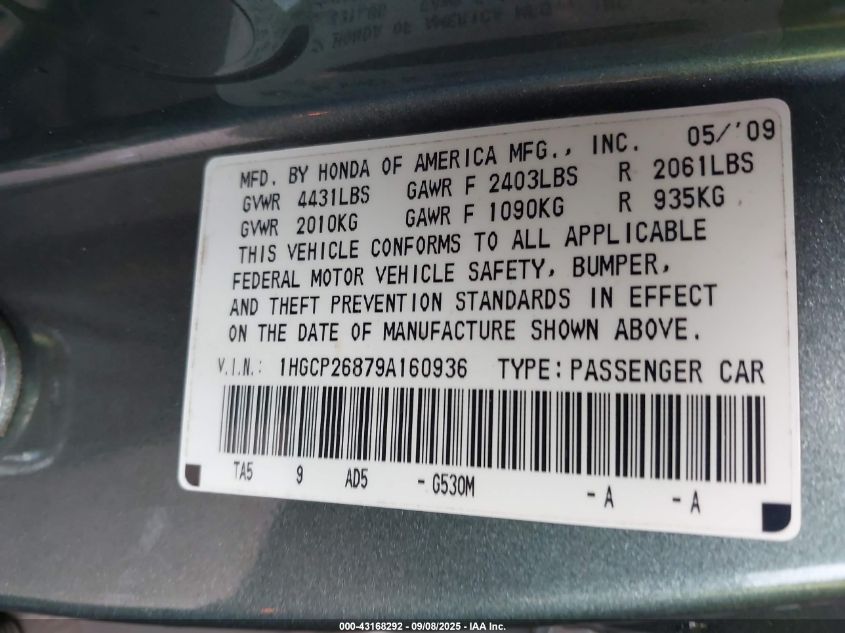 MFD. BY HONDA OF AMERICA MFG., INC. 05/'09
GVWR 4431LBS GAWR F 2403LBS R 2061LBS
GVWR 2010KG GAWR F 1090KG R 935KG
THIS VEHICLE CONFORMS TO ALL APPLICABLE
FEDERAL MOTOR VEHICLE SAFETY, BUMPER,
AND THEFT PREVENTION STANDARDS IN EFFECT
ON THE DATE OF MANUFACTURE SHOWN ABOVE.
V.I.N.: 1HGCP26879A160936 TYPE: PASSENGER CAR
TA5 9 AD5 - G530M - A - A
000-43168292 - 09/08/2025 - IAA Inc.